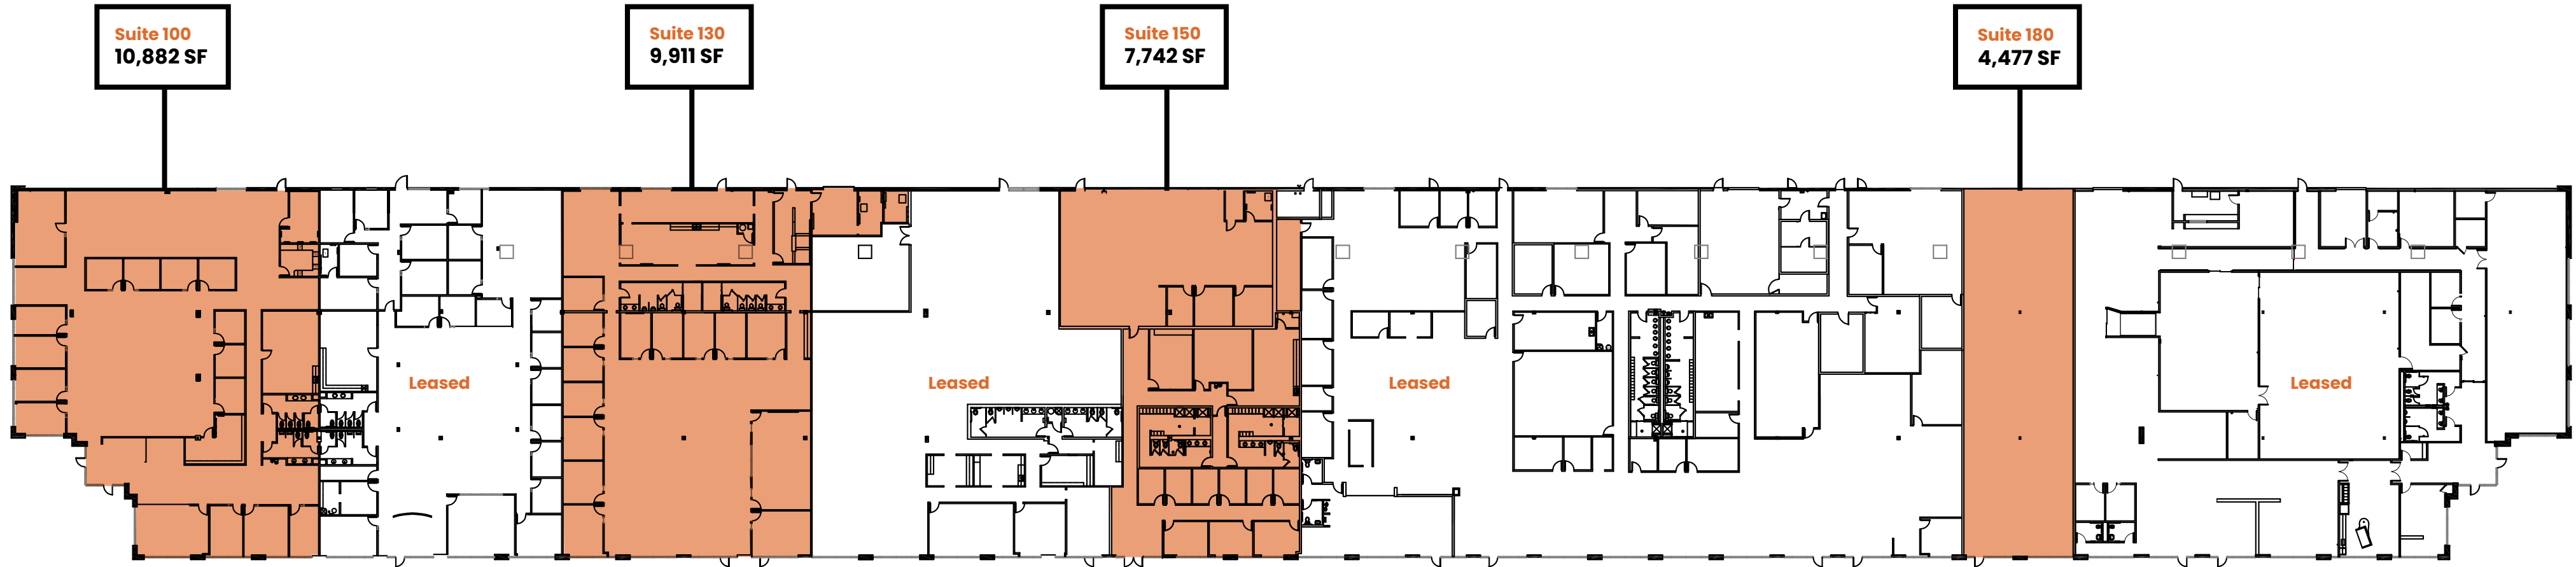 Suite 100
10,882 SF
Suite 130
9,911 SF
Suite 150
7,742 SF
Suite 180
4,477 SF
Leased
Leased
Leased
Leased